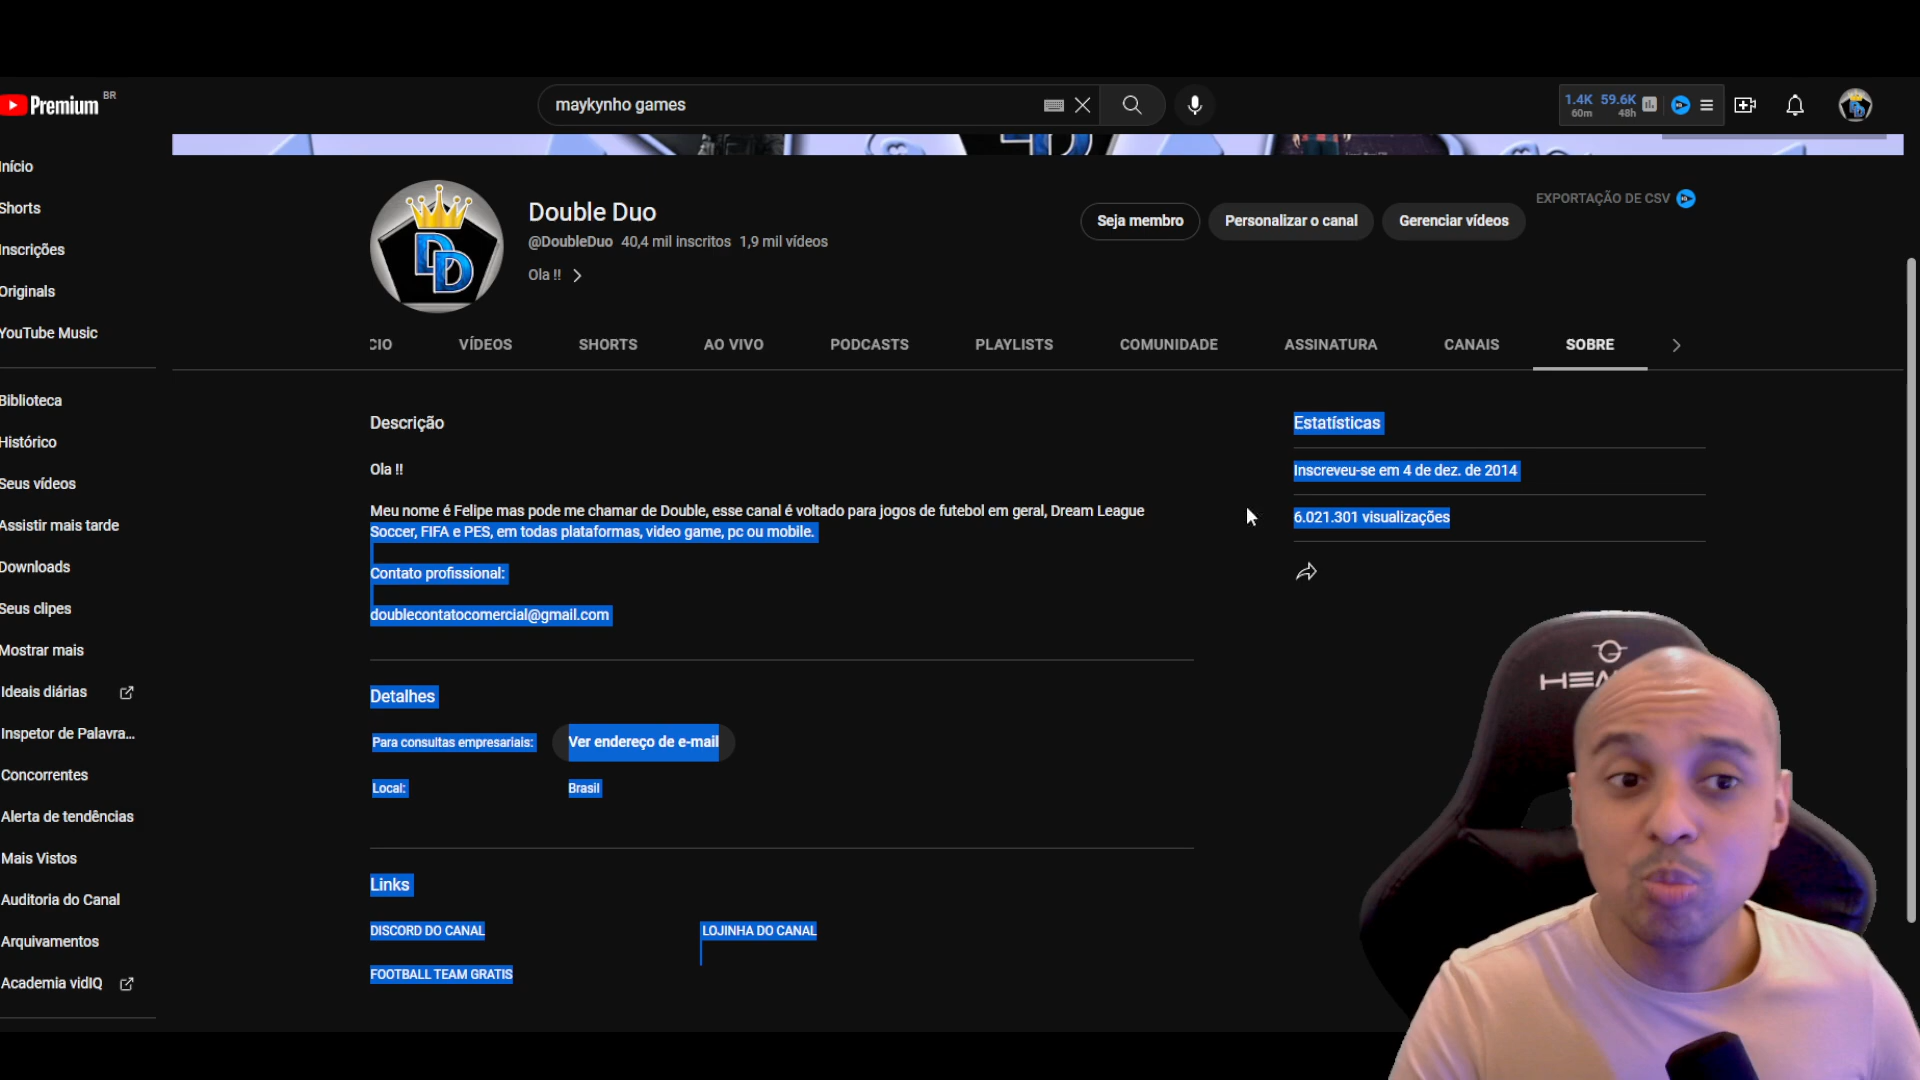 Premium BR
maykynho games
1.4K 59.6K
60m 48h
Início
Shorts
Inscrições
Originals
YouTube Music
Biblioteca
Histórico
Seus vídeos
Assistir mais tarde
Downloads
Seus clipes
Mostrar mais
Ideais diárias
Inspetor de Palavra...
Concorrentes
Alerta de tendências
Mais Vistos
Auditoria do Canal
Arquivamentos
Academia vidIQ
DD
Double Duo
@DoubleDuo 40,4 mil inscritos 1,9 mil vídeos
Ola !!
Seja membro
Personalizar o canal
Gerenciar vídeos
EXPORTAÇÃO DE CSV
CIO VÍDEOS SHORTS AO VIVO PODCASTS PLAYLISTS COMUNIDADE ASSINATURA CANAIS SOBRE
Descrição
Ola !!
Meu nome é Felipe mas pode me chamar de Double, esse canal é voltado para jogos de futebol em geral, Dream League
Soccer, FIFA e PES, em todas plataformas, video game, pc ou mobile.
Contato profissional:
doublecontatocomercial@gmail.com
Detalhes
Para consultas empresariais: Ver endereço de e-mail
Local: Brasil
Links
DISCORD DO CANAL LOJINHA DO CANAL
FOOTBALL TEAM GRATIS
Estatísticas
Inscreveu-se em 4 de dez. de 2014
6.021.301 visualizações